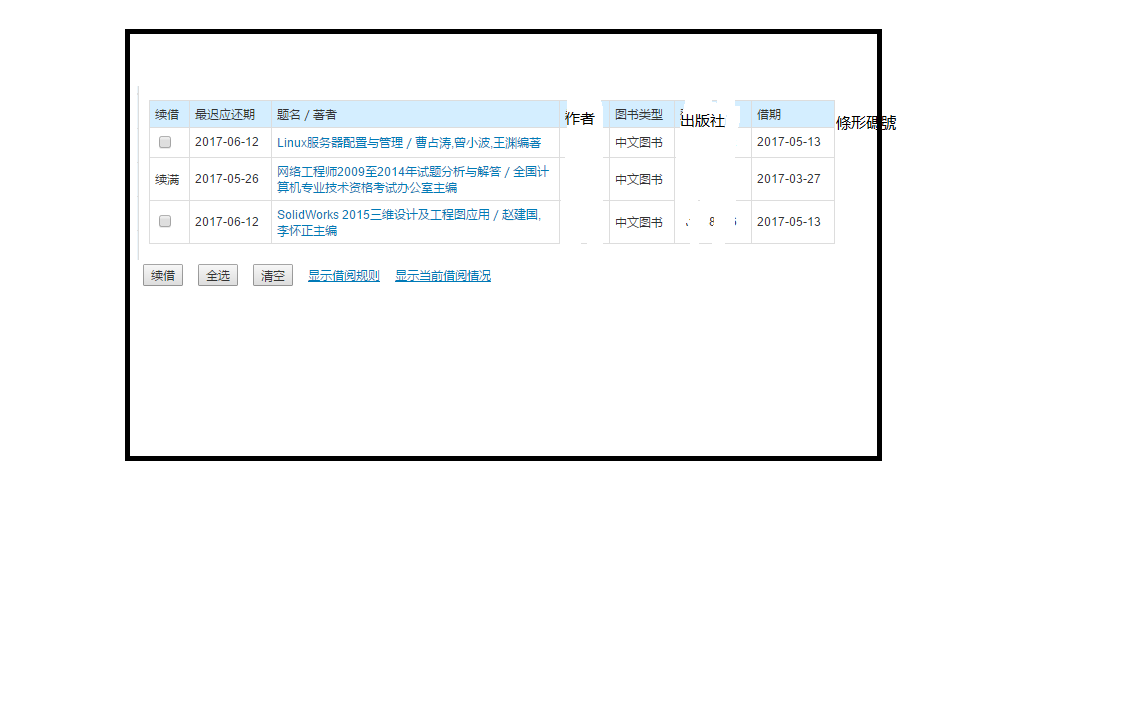 续借 最迟应还期 题名 / 著者 作者 图书类型 出版社 借期 條形碼號
2017-06-12 Linux服务器配置与管理 / 曹占涛,曾小波,王渊编著 中文图书 2017-05-13
续满 2017-05-26 网络工程师2009至2014年试题分析与解答 / 全国计
算机专业技术资格考试办公室主编 中文图书 2017-03-27
2017-06-12 SolidWorks 2015三维设计及工程图应用 / 赵建国,
李怀正主编 中文图书 8 2017-05-13
续借 全选 清空 显示借阅规则 显示当前借阅情况